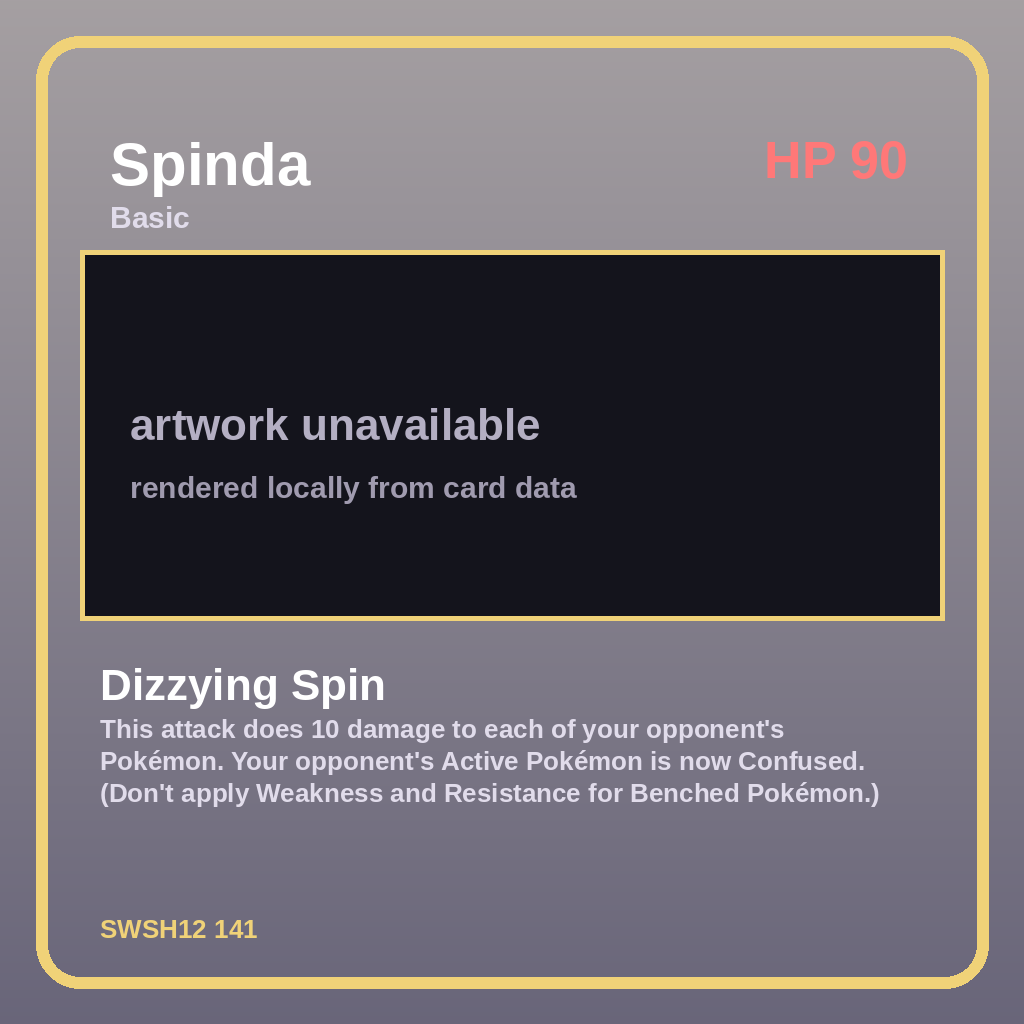 Spinda
HP 90
Basic
artwork unavailable
rendered locally from card data
Dizzying Spin
This attack does 10 damage to each of your opponent's
Pokémon. Your opponent's Active Pokémon is now Confused.
(Don't apply Weakness and Resistance for Benched Pokémon.)
SWSH12 141